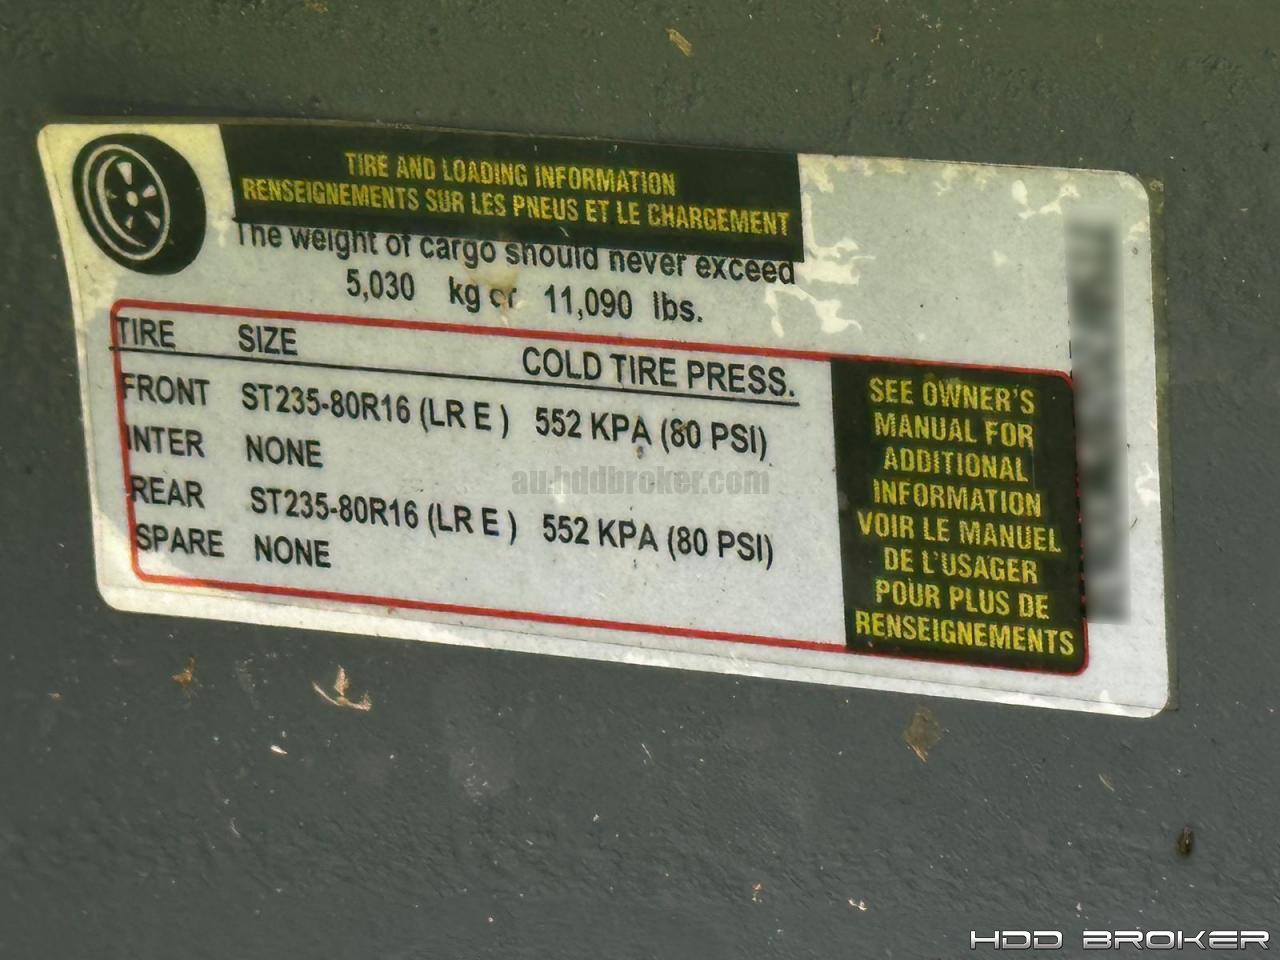 TIRE AND LOADING INFORMATION
RENSEIGNEMENTS SUR LES PNEUS ET LE CHARGEMENT
The weight of cargo should never exceed
5,030 kg or 11,090 lbs.
TIRE SIZE COLD TIRE PRESS.
FRONT ST235-80R16 (LR E ) 552 KPA (80 PSI)
INTER NONE
REAR ST235-80R16 (LR E ) 552 KPA (80 PSI)
SPARE NONE
SEE OWNER'S
MANUAL FOR
ADDITIONAL
INFORMATION
VOIR LE MANUEL
DE L'USAGER
POUR PLUS DE
RENSEIGNEMENTS
au.hddbroker.com
HDD BROKER